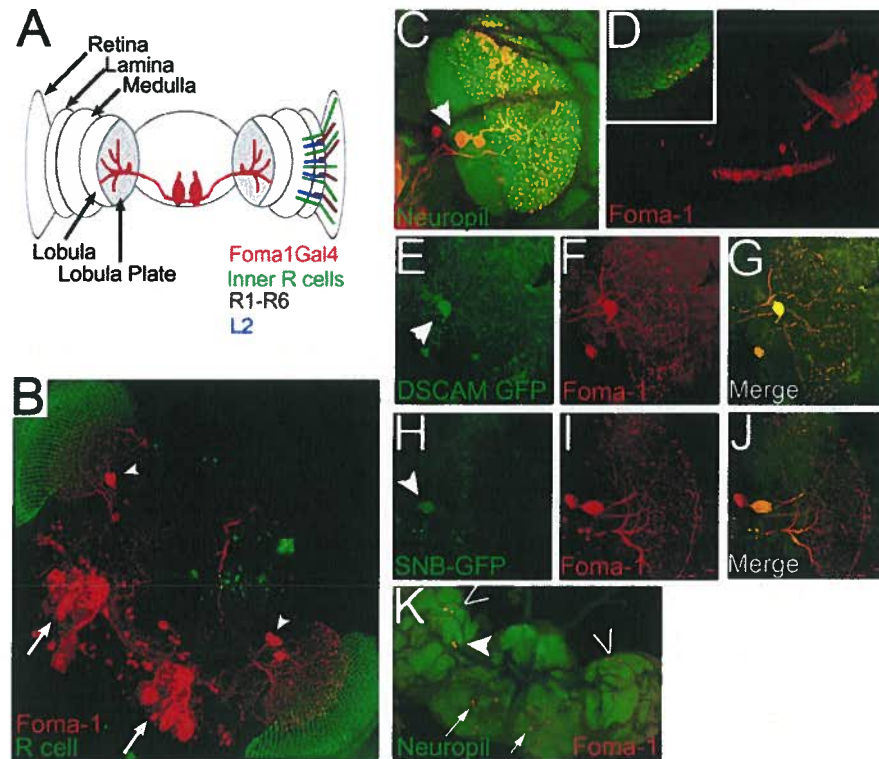 A
Retina
Lamina
Medulla
Lobula
Lobula Plate
Foma1Gal4
Inner R cells
R1-R6
L2
B
Foma-1
R cell
C
Neuropil
D
Foma-1
E
DSCAM GFP
F
Foma-1
G
Merge
H
SNB-GFP
I
Foma-1
J
Merge
K
Neuropil
Foma-1